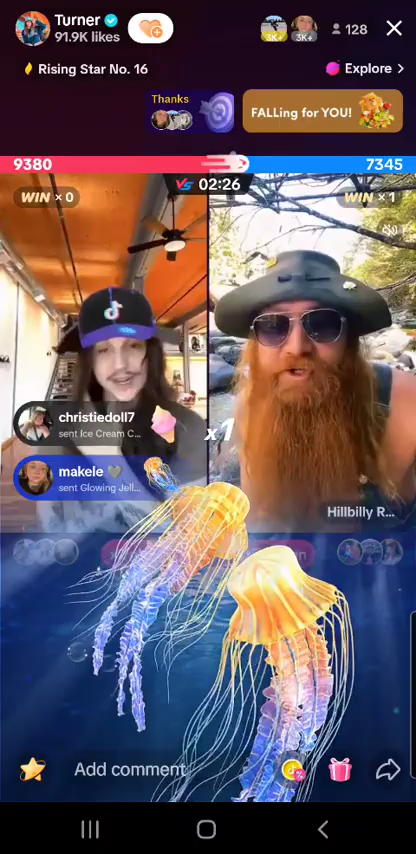 Turner
91.9K likes
3K+
3K+
128
Rising Star No. 16
Explore >
Thanks
FALLing for YOU!
9380
7345
VS 02:26
WIN × 0
WIN × 1
christiedoll7
sent Ice Cream C...
x1
makele
sent Glowing Jell...
Hillbilly R...
Add comment